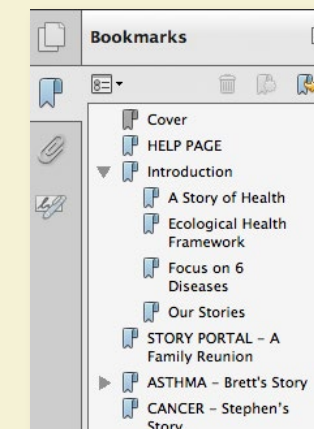 Bookmarks
Cover
HELP PAGE
Introduction
A Story of Health
Ecological Health
Framework
Focus on 6
Diseases
Our Stories
STORY PORTAL – A
Family Reunion
ASTHMA – Brett's Story
CANCER – Stephen's
Story